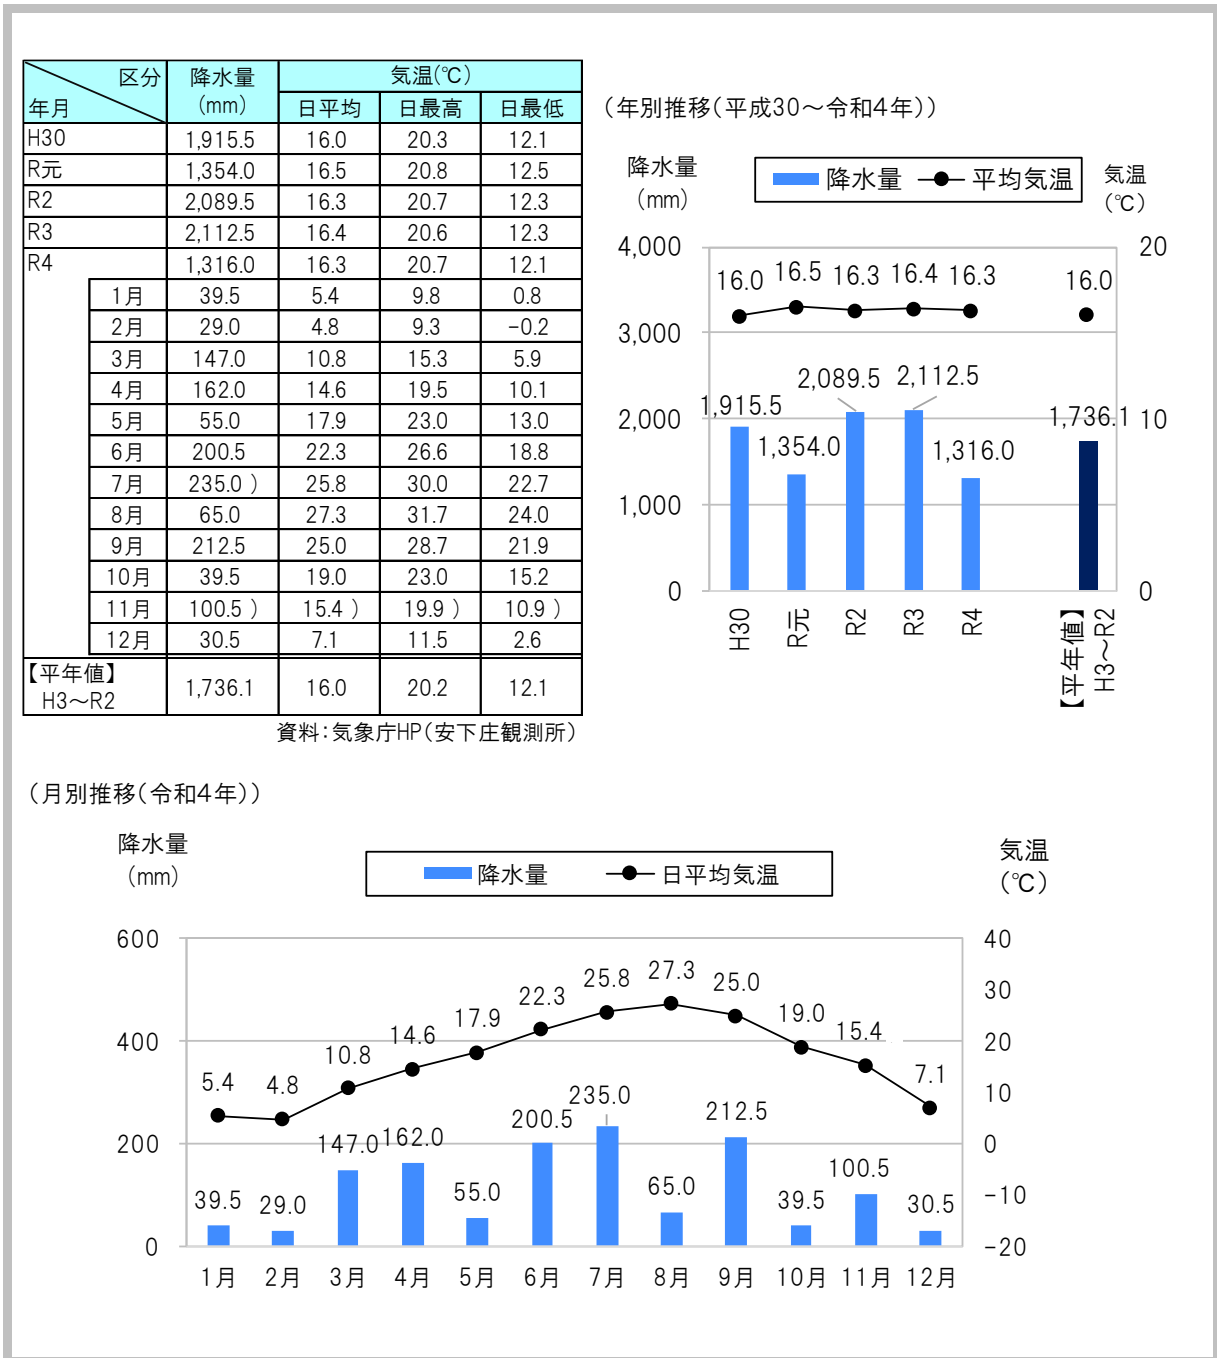 区分 降水量 気温(℃)
年月 (mm) 日平均 日最高 日最低
H30 1,915.5 16.0 20.3 12.1
R元 1,354.0 16.5 20.8 12.5
R2 2,089.5 16.3 20.7 12.3
R3 2,112.5 16.4 20.6 12.3
R4 1,316.0 16.3 20.7 12.1
1月 39.5 5.4 9.8 0.8
2月 29.0 4.8 9.3 −0.2
3月 147.0 10.8 15.3 5.9
4月 162.0 14.6 19.5 10.1
5月 55.0 17.9 23.0 13.0
6月 200.5 22.3 26.6 18.8
7月 235.0 ) 25.8 30.0 22.7
8月 65.0 27.3 31.7 24.0
9月 212.5 25.0 28.7 21.9
10月 39.5 19.0 23.0 15.2
11月 100.5 ) 15.4 ) 19.9 ) 10.9 )
12月 30.5 7.1 11.5 2.6
【平年値】
H3～R2 1,736.1 16.0 20.2 12.1
資料：気象庁HP（安下庄観測所）
（年別推移（平成30～令和4年））
降水量
(mm)
降水量 平均気温
気温
(℃)
4,000
3,000
2,000
1,000
0
20
10
0
16.0 16.5 16.3 16.4 16.3 16.0
1,915.5 1,354.0 2,089.5 2,112.5 1,316.0 1,736.1
H30 R元 R2 R3 R4 【平年値】
H3～R2
（月別推移（令和4年））
降水量
(mm)
降水量 日平均気温
気温
(℃)
600
400
200
0
40
30
20
10
0
−10
−20
5.4 4.8 10.8 14.6 17.9 22.3 25.8 27.3 25.0 19.0 15.4 7.1
39.5 29.0 147.0 162.0 55.0 200.5 235.0 65.0 212.5 39.5 100.5 30.5
1月 2月 3月 4月 5月 6月 7月 8月 9月 10月 11月 12月